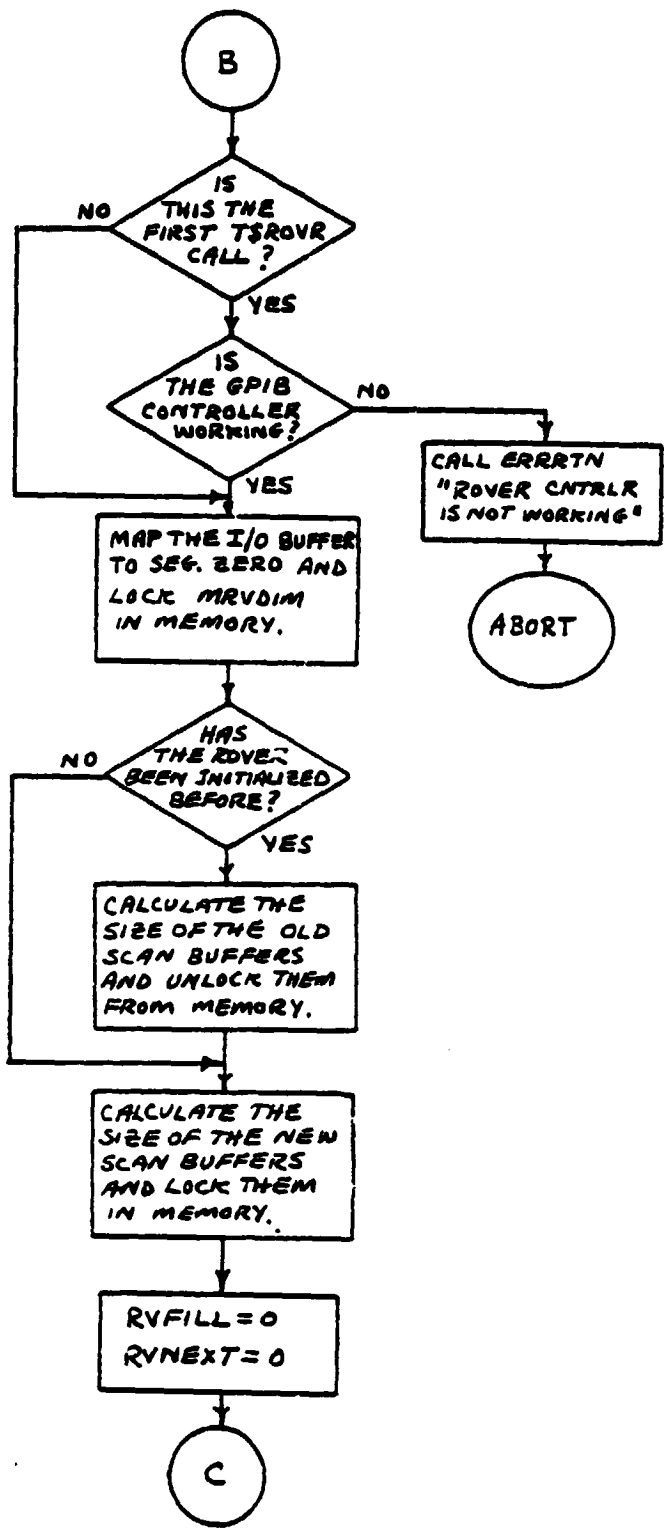 B
IS
THIS THE
FIRST T$ROVR
CALL?
NO
YES
IS
THE GPIB
CONTROLLER
WORKING?
NO
YES
CALL ERRRTN
"ROVER CNTRLR
IS NOT WORKING"
ABORT
MAP THE I/O BUFFER
TO SEG. ZERO AND
LOCK MRVDIM
IN MEMORY.
HAS
THE ROVER
BEEN INITIALIZED
BEFORE?
NO
YES
CALCULATE THE
SIZE OF THE OLD
SCAN BUFFERS
AND UNLOCK THEM
FROM MEMORY.
CALCULATE THE
SIZE OF THE NEW
SCAN BUFFERS
AND LOCK THEM
IN MEMORY.
RVFILL=0
RVNEXT=0
C